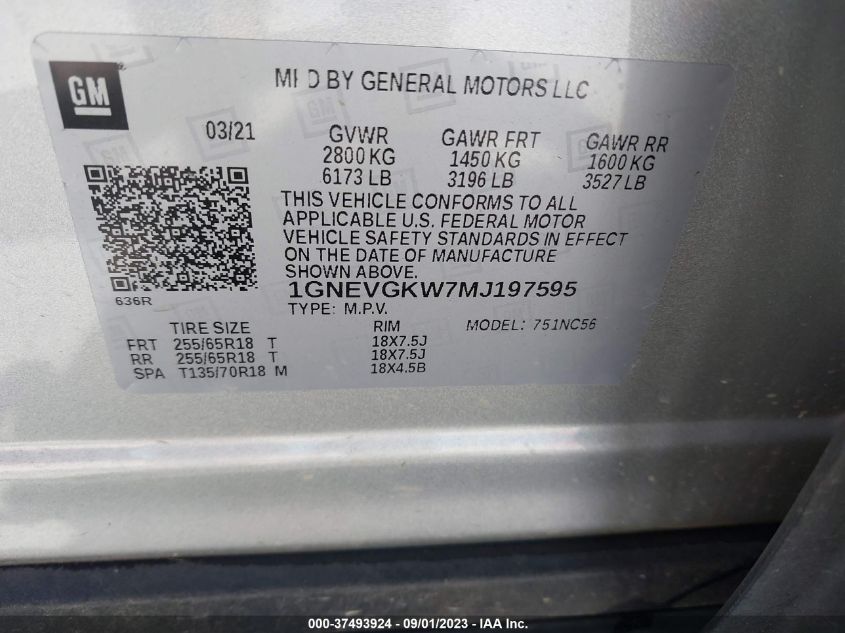 GM
MFD BY GENERAL MOTORS LLC
03/21 GVWR GAWR FRT GAWR RR
2800 KG 1450 KG 1600 KG
6173 LB 3196 LB 3527 LB
THIS VEHICLE CONFORMS TO ALL
APPLICABLE U.S. FEDERAL MOTOR
VEHICLE SAFETY STANDARDS IN EFFECT
ON THE DATE OF MANUFACTURE
SHOWN ABOVE.
1GNEVGKW7MJ197595
636R
TYPE: M.P.V.
TIRE SIZE RIM MODEL: 751NC56
FRT 255/65R18 T 18X7.5J
RR 255/65R18 T 18X7.5J
SPA T135/70R18 M 18X4.5B
000-37493924 - 09/01/2023 - IAAI Inc.